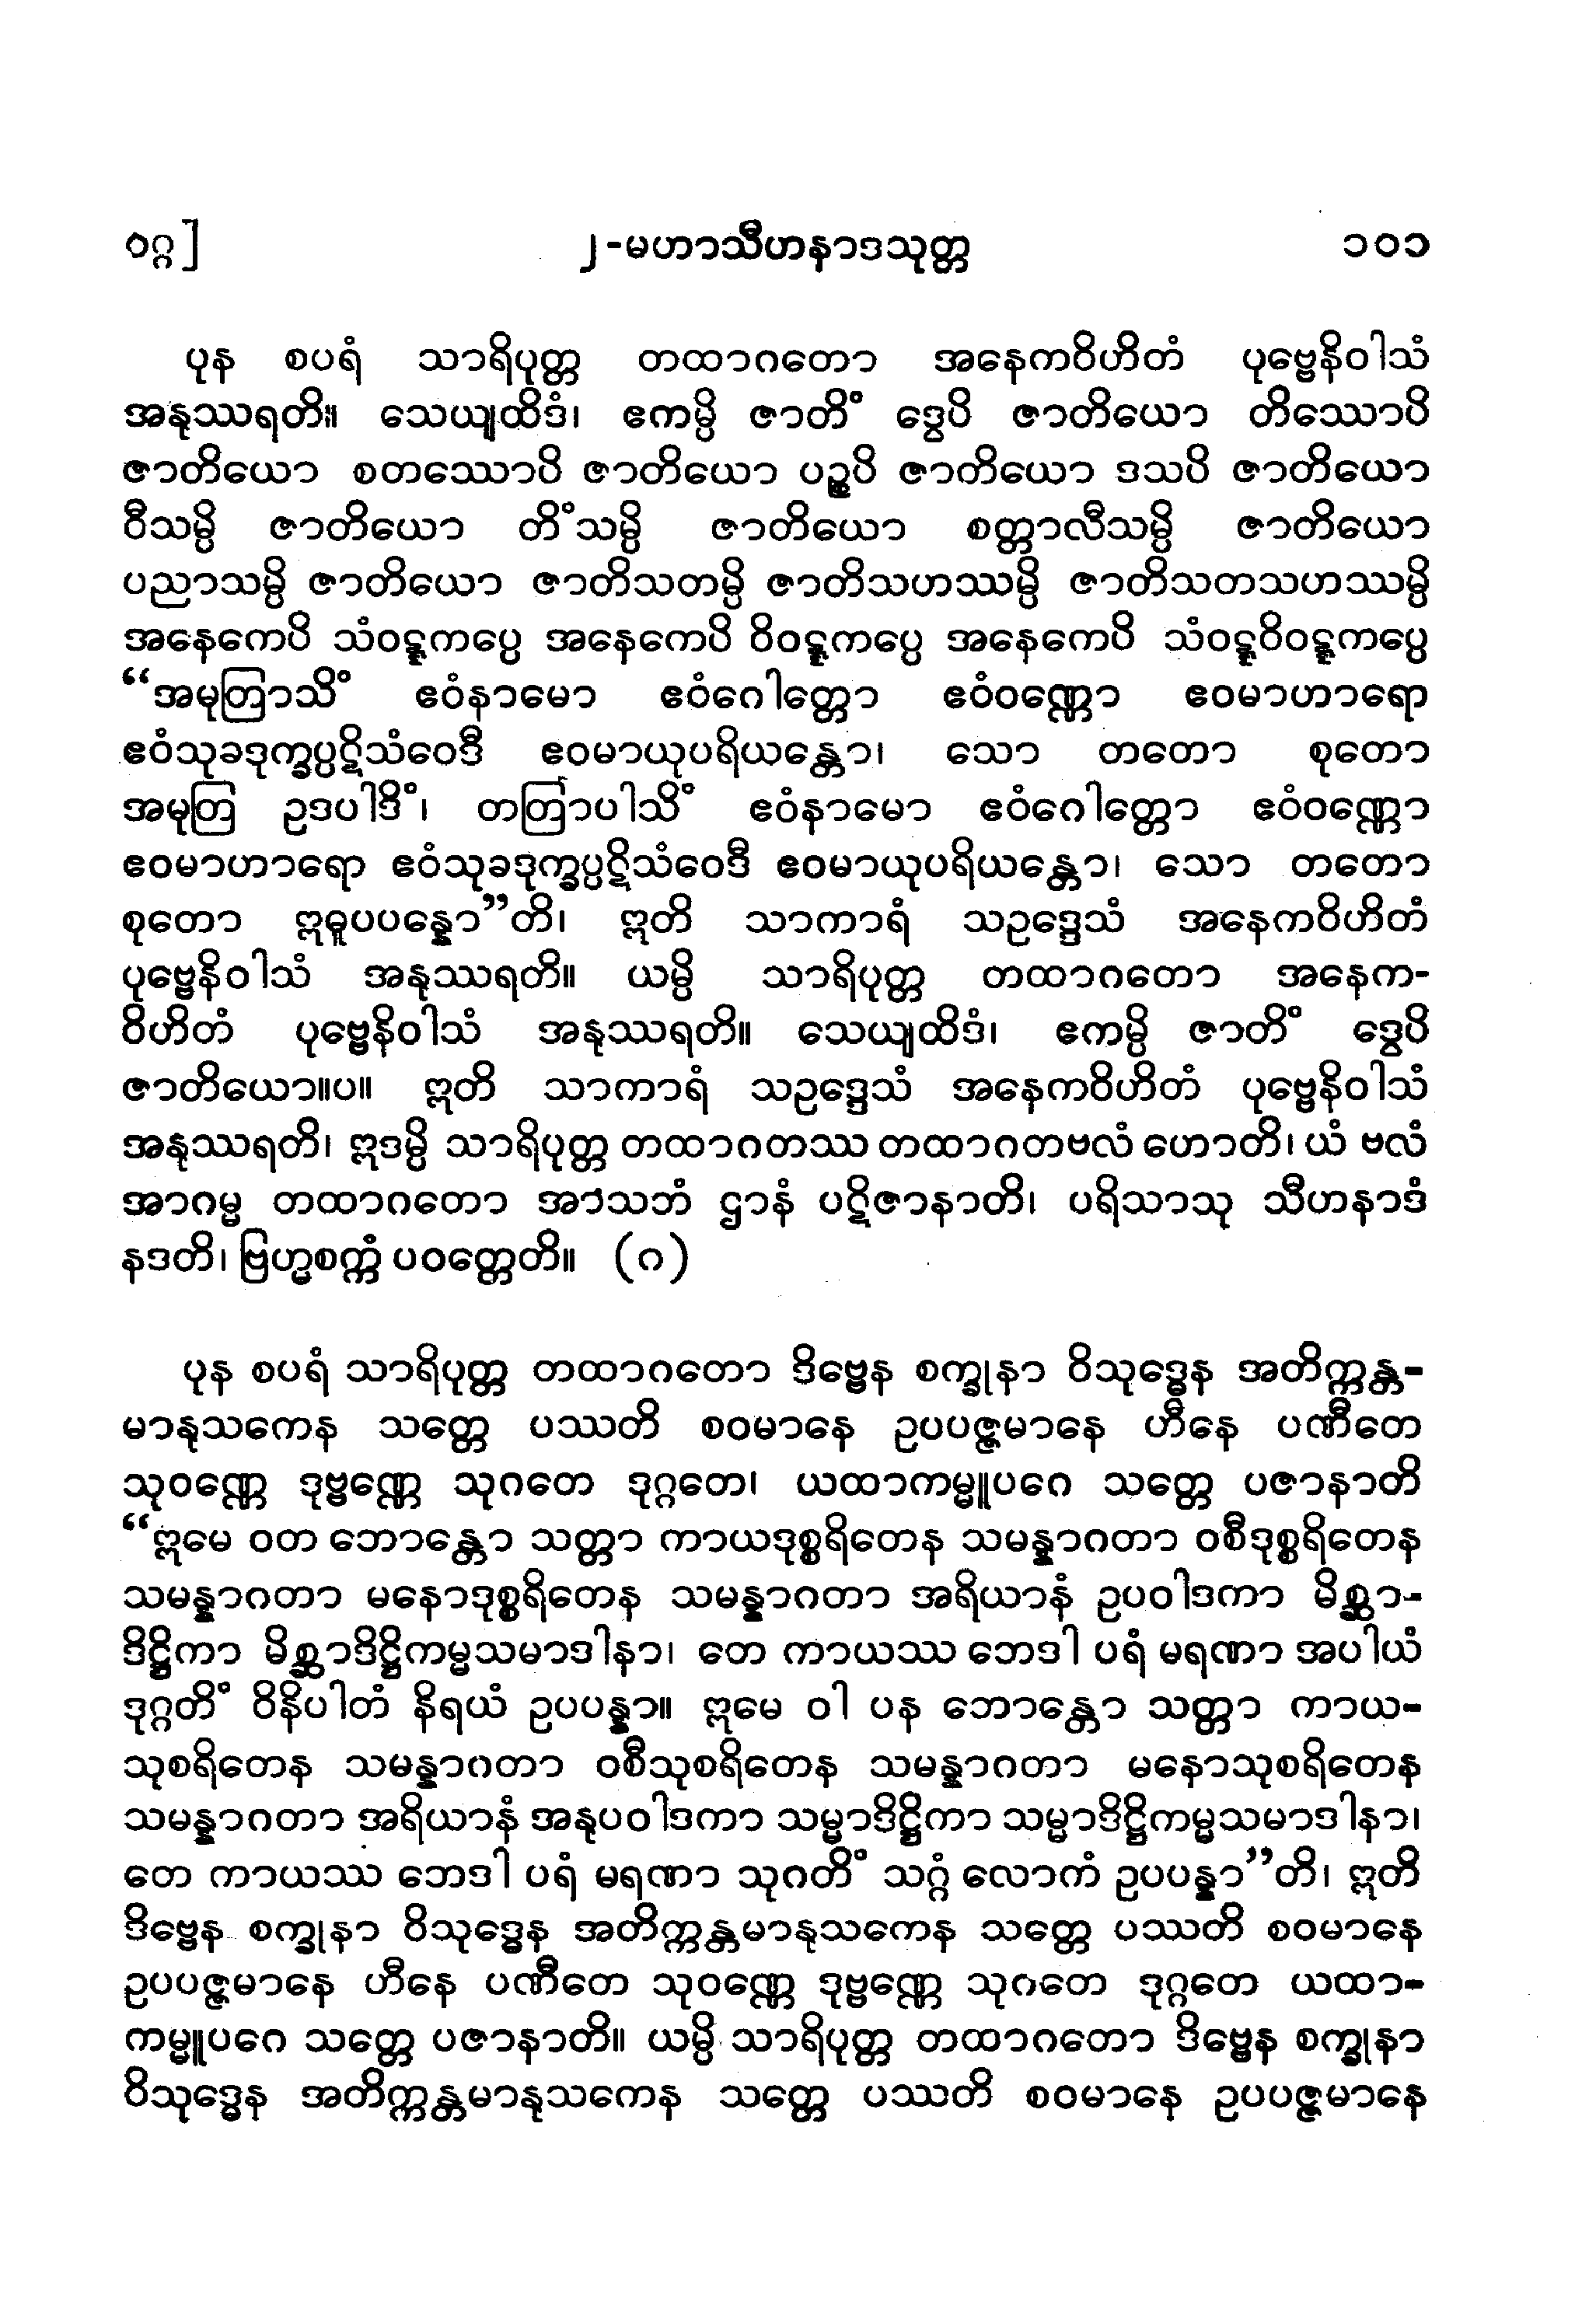 ဝဂ္ဂ]
၂-မဟာသီဟနာဒသုတ္တ
၁၀၁
ပုန စပရံ သာရိပုတ္တ တထာဂတော အနေကဝိဟိတံ ပုဗ္ဗေနိဝါသံ
အနုဿရတိ။ သေယျထိဒံ၊ ဧကမ္ပိ ဇာတိံ ဒွေပိ ဇာတိယော တိဿောပိ
ဇာတိယော စတဿောပိ ဇာတိယော ပဉ္စပိ ဇာတိယော ဒသပိ ဇာတိယော
ဝီသမ္ပိ ဇာတိယော တိံသမ္ပိ ဇာတိယော စတ္တာလီသမ္ပိ ဇာတိယော
ပညာသမ္ပိ ဇာတိယော ဇာတိသတမ္ပိ ဇာတိသဟဿမ္ပိ ဇာတိသတသဟဿမ္ပိ
အနေကေပိ သံဝဋ္ဋကပ္ပေ အနေကေပိ ဝိဝဋ္ဋကပ္ပေ အနေကေပိ သံဝဋ္ဋဝိဝဋ္ဋကပ္ပေ
“အမုတြာသိံ ဧဝံနာမော ဧဝံဂေါတ္တော ဧဝံဝဏ္ဏော ဧဝမာဟာရော
ဧဝံသုခဒုက္ခပ္ပဋိသံဝေဒီ ဧဝမာယုပရိယန္တော၊ သော တတော စုတော
အမုတြ ဥဒပါဒိံ၊ တတြာပါသိံ ဧဝံနာမော ဧဝံဂေါတ္တော ဧဝံဝဏ္ဏော
ဧဝမာဟာရော ဧဝံသုခဒုက္ခပ္ပဋိသံဝေဒီ ဧဝမာယုပရိယန္တော၊ သော တတော
စုတော ဣဓူပပန္နော”တိ၊ ဣတိ သာကာရံ သဥဒ္ဒေသံ အနေကဝိဟိတံ
ပုဗ္ဗေနိဝါသံ အနုဿရတိ။ ယမ္ပိ သာရိပုတ္တ တထာဂတော အနေက-
ဝိဟိတံ ပုဗ္ဗေနိဝါသံ အနုဿရတိ။ သေယျထိဒံ၊ ဧကမ္ပိ ဇာတိံ ဒွေပိ
ဇာတိယော။ပ။ ဣတိ သာကာရံ သဥဒ္ဒေသံ အနေကဝိဟိတံ ပုဗ္ဗေနိဝါသံ
အနုဿရတိ၊ ဣဒမ္ပိ သာရိပုတ္တ တထာဂတဿ တထာဂတဗလံ ဟောတိ၊ ယံ ဗလံ
အာဂမ္မ တထာဂတော အာသဘံ ဌာနံ ပဋိဇာနာတိ၊ ပရိသာသု သီဟနာဒံ
နဒတိ၊ ဗြဟ္မစက္ကံ ပဝတ္တေတိ။ (၈)
ပုန စပရံ သာရိပုတ္တ တထာဂတော ဒိဗ္ဗေန စက္ခုနာ ဝိသုဒ္ဓေန အတိက္ကန္တ-
မာနုသကေန သတ္တေ ပဿတိ စဝမာနေ ဥပပဇ္ဇမာနေ ဟီနေ ပဏီတေ
သုဝဏ္ဏေ ဒုဗ္ဗဏ္ဏေ သုဂတေ ဒုဂ္ဂတေ၊ ယထာကမ္မူပဂေ သတ္တေ ပဇာနာတိ
“ဣမေ ဝတ ဘောန္တော သတ္တာ ကာယဒုစ္စရိတေန သမန္နာဂတာ ဝစီဒုစ္စရိတေန
သမန္နာဂတာ မနောဒုစ္စရိတေန သမန္နာဂတာ အရိယာနံ ဥပဝါဒကာ မိစ္ဆာ-
ဒိဋ္ဌိကာ မိစ္ဆာဒိဋ္ဌိကမ္မသမာဒါနာ၊ တေ ကာယဿ ဘေဒါ ပရံ မရဏာ အပါယံ
ဒုဂ္ဂတိံ ဝိနိပါတံ နိရယံ ဥပပန္နာ။ ဣမေ ဝါ ပန ဘောန္တော သတ္တာ ကာယ-
သုစရိတေန သမန္နာဂတာ ဝစီသုစရိတေန သမန္နာဂတာ မနောသုစရိတေန
သမန္နာဂတာ အရိယာနံ အနုပဝါဒကာ သမ္မာဒိဋ္ဌိကာ သမ္မာဒိဋ္ဌိကမ္မသမာဒါနာ၊
တေ ကာယဿ ဘေဒါ ပရံ မရဏာ သုဂတိံ သဂ္ဂံ လောကံ ဥပပန္နာ”တိ၊ ဣတိ
ဒိဗ္ဗေန စက္ခုနာ ဝိသုဒ္ဓေန အတိက္ကန္တမာနုသကေန သတ္တေ ပဿတိ စဝမာနေ
ဥပပဇ္ဇမာနေ ဟီနေ ပဏီတေ သုဝဏ္ဏေ ဒုဗ္ဗဏ္ဏေ သုဂတေ ဒုဂ္ဂတေ ယထာ-
ကမ္မူပဂေ သတ္တေ ပဇာနာတိ။ ယမ္ပိ သာရိပုတ္တ တထာဂတော ဒိဗ္ဗေန စက္ခုနာ
ဝိသုဒ္ဓေန အတိက္ကန္တမာနုသကေန သတ္တေ ပဿတိ စဝမာနေ ဥပပဇ္ဇမာနေ